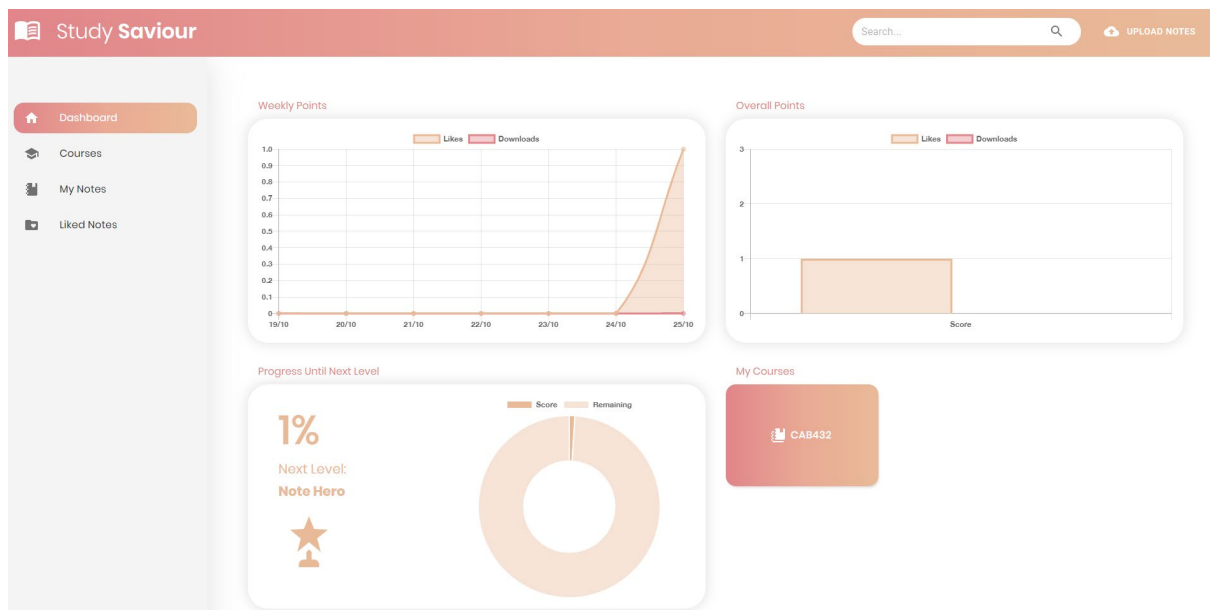 Study Saviour
Search...
UPLOAD NOTES
Dashboard
Courses
My Notes
Liked Notes
Weekly Points
Likes Downloads
1.0
0.9
0.8
0.7
0.6
0.5
0.4
0.3
0.2
0.1
0
19/10 20/10 21/10 22/10 23/10 24/10 25/10
Overall Points
Likes Downloads
3
2
1
0
Score
Progress Until Next Level
Score Remaining
1%
Next Level:
Note Hero
My Courses
CAB432